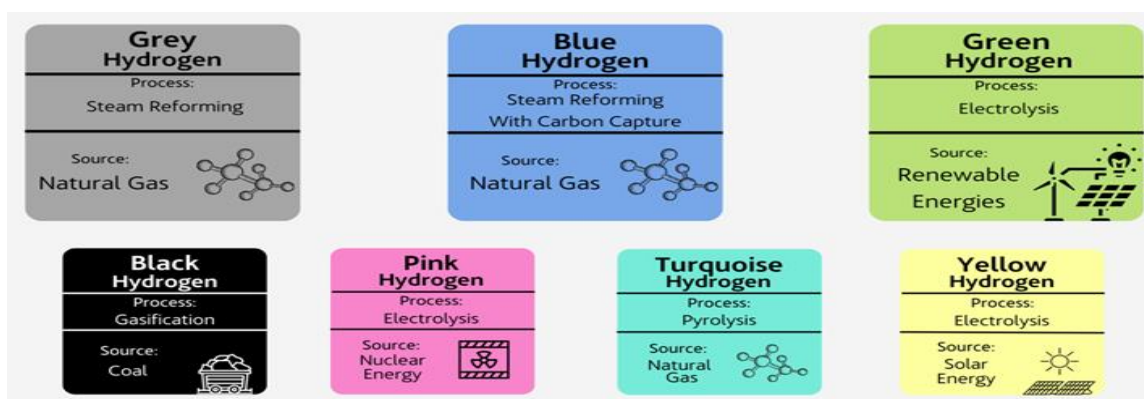 Grey
Hydrogen
Process:
Steam Reforming
Source:
Natural Gas
Blue
Hydrogen
Process:
Steam Reforming
With Carbon Capture
Source:
Natural Gas
Green
Hydrogen
Process:
Electrolysis
Source:
Renewable
Energies
Black
Hydrogen
Process:
Gasification
Source:
Coal
Pink
Hydrogen
Process:
Electrolysis
Source:
Nuclear
Energy
Turquoise
Hydrogen
Process:
Pyrolysis
Source:
Natural
Gas
Yellow
Hydrogen
Process:
Electrolysis
Source:
Solar
Energy